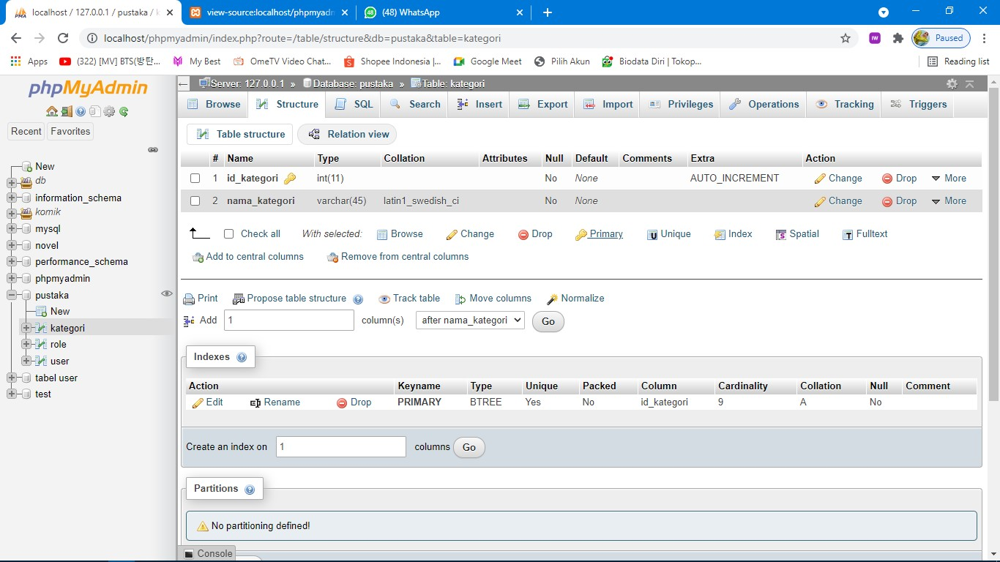 localhost / 127.0.0.1 / pustaka / k
view-source:localhost/phpmyadm
(48) WhatsApp
localhost/phpmyadmin/index.php?route=/table/structure&db=pustaka&table=kategori
Paused
Apps (322) [MV] BTS(방탄... My Best OmeTV Video Chat... Shopee Indonesia |... Google Meet Pilih Akun Biodata Diri | Tokop... Reading list
phpMyAdmin
Recent Favorites
New
db
information_schema
komik
mysql
novel
performance_schema
phpmyadmin
pustaka
New
kategori
role
user
tabel user
test
Server: 127.0.0.1 » Database: pustaka » Table: kategori
Browse Structure SQL Search Insert Export Import Privileges Operations Tracking Triggers
Table structure Relation view
# Name Type Collation Attributes Null Default Comments Extra Action
1 id_kategori int(11) No None AUTO_INCREMENT Change Drop More
2 nama_kategori varchar(45) latin1_swedish_ci No None Change Drop More
Check all With selected: Browse Change Drop Primary Unique Index Spatial Fulltext
Add to central columns Remove from central columns
Print Propose table structure Track table Move columns Normalize
Add 1 column(s) after nama_kategori Go
Indexes
Action Keyname Type Unique Packed Column Cardinality Collation Null Comment
Edit Rename Drop PRIMARY BTREE Yes No id_kategori 9 A No
Create an index on 1 columns Go
Partitions
No partitioning defined!
Console